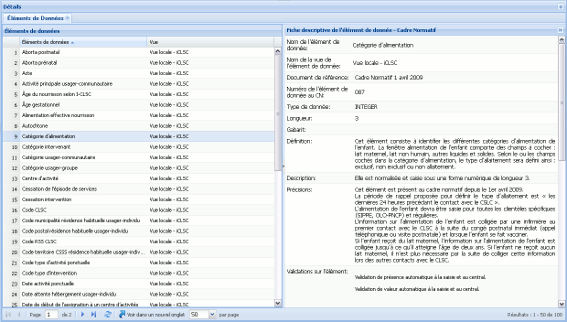 Détails
Éléments de Données
Éléments de données
Éléments de données Vue
1 Aborta postnatal Vue locale - iCLSC
2 Aborta prénatal Vue locale - iCLSC
3 Acte Vue locale - iCLSC
4 Activité principale usager-communautaire Vue locale - iCLSC
5 Âge du nourrisson selon I-CLSC Vue locale - iCLSC
6 Âge gestationnel Vue locale - iCLSC
7 Alimentation effective nourrisson Vue locale - iCLSC
8 Autochtone Vue locale - iCLSC
9 Catégorie d'alimentation Vue locale - iCLSC
10 Catégorie intervenant Vue locale - iCLSC
11 Catégorie usager-communautaire Vue locale - iCLSC
12 Catégorie usager-groupe Vue locale - iCLSC
13 Centre d'activité Vue locale - iCLSC
14 Cessation de l'épisode de services Vue locale - iCLSC
15 Cessation intervention Vue locale - iCLSC
16 Code CLSC Vue locale - iCLSC
17 Code municipalité résidence habituelle usager-individu Vue locale - iCLSC
18 Code postal résidence habituelle usager-individu Vue locale - iCLSC
19 Code RSS CLSC Vue locale - iCLSC
20 Code territoire CSSS résidence habituelle usager-indiv... Vue locale - iCLSC
21 Code type d'activité ponctuelle Vue locale - iCLSC
22 Code type d'intervention Vue locale - iCLSC
23 Date activité ponctuelle Vue locale - iCLSC
24 Date attente hébergement usager-individu Vue locale - iCLSC
25 Date de début de l'assignation à un centre d'activité Vue locale - iCLSC
Page 1 de 2 Voir dans un nouvel onglet 50 par page
Fiche descriptive de l'élément de donnée - Cadre Normatif
Nom de l'élément de donnée: Catégorie d'alimentation
Nom de la vue de l'élément de donnée: Vue locale - iCLSC
Document de référence: Cadre Normatif 1 avril 2009
Numéro de l'élément de donnée au CN: 087
Type de donnée: INTEGER
Longueur: 3
Gabarit:
Définition: Cet élément consiste à identifier les différentes catégories d'alimentation de
l'enfant. La fenêtre alimentation de l'enfant comporte des champs à cocher :
lait maternel, lait non humain, autres liquides et solides. Selon le ou les champs
cochés dans la catégorie d'alimentation, le type d'allaitement sera défini ainsi :
exclusif, non exclusif ou non allaitement.
Description: Elle est normalisée et saisie sous une forme numérique de longueur 3.
Précisions: Cet élément est présent au cadre normatif depuis le 1er avril 2009.
La période de rappel proposée pour définir le type d'allaitement est « les
dernières 24 heures précédant le contact avec le CSLC ».
L'alimentation de l'enfant devra être saisie pour toutes les clientèles spécifiques
(SIPPE, OLO-PNCP) et régulières.
L'information sur l'alimentation de l'enfant est colligée par une infirmière au
premier contact avec le CLSC à la suite du congé postnatal immédiat (appel
téléphonique ou visite postnatale) et lorsque l'enfant se fait vacciner.
Si l'enfant reçoit du lait maternel, l'information sur l'alimentation de l'enfant est
colligée jusqu'à ce qu'il atteigne l'âge de deux ans. Si l'enfant ne reçoit aucun
lait maternel, il n'est plus nécessaire par la suite de colliger cette information
lors des autres contacts avec le CLSC.
Validations sur l'élément:
Validation de présence automatique à la saisie et au central.
Validation de valeur automatique à la saisie et au central.
Résultats : 1 - 50 de 100